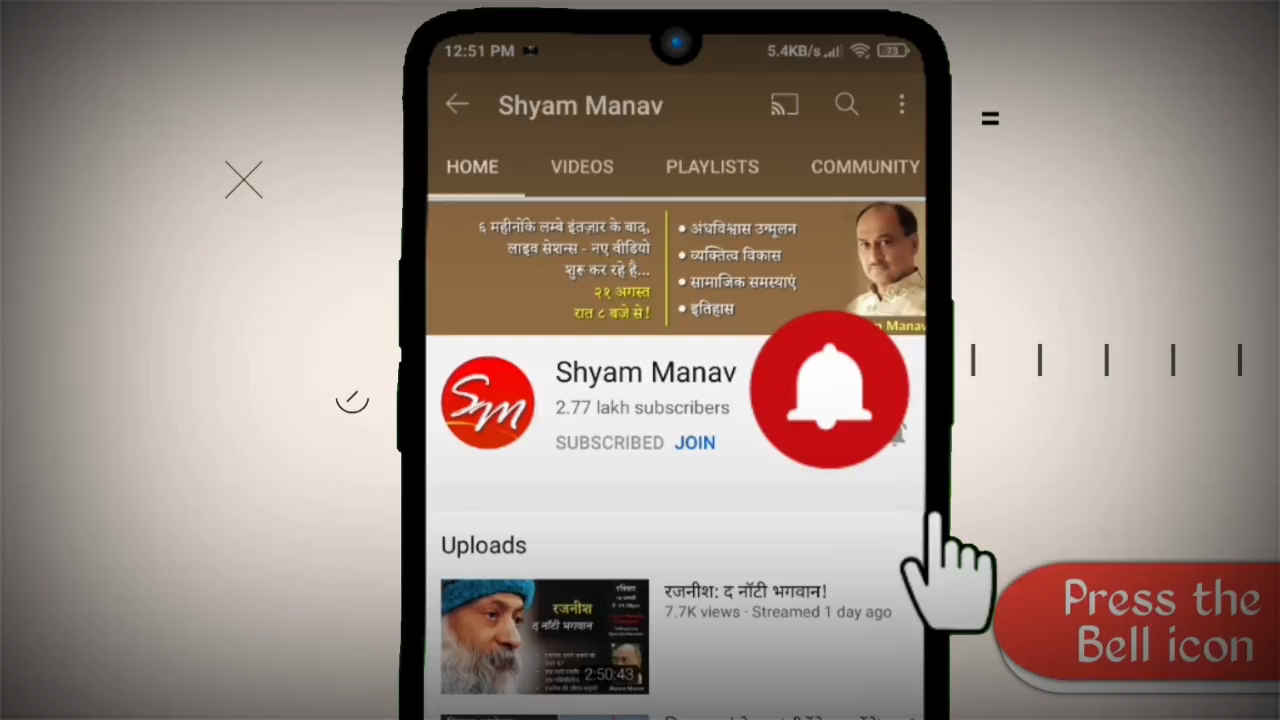 12:51 PM
5.4KB/s
73
Shyam Manav
HOME
VIDEOS
PLAYLISTS
COMMUNITY
६ महीनोंके लम्बे इंतज़ार के बाद,
लाइव सेशन्स - नए वीडियो
शुरू कर रहे है...
२१ अगस्त
रात ८ बजे से!
• अंधविश्वास उन्मूलन
• व्यक्तित्व विकास
• सामाजिक समस्याएं
• इतिहास
Manav
SM
Shyam Manav
2.77 lakh subscribers
SUBSCRIBED JOIN
Uploads
रजनीश
द नॉटी भगवान
2:50:43
रजनीश: द नॉटी भगवान!
7.7K views · Streamed 1 day ago
Press the
Bell icon